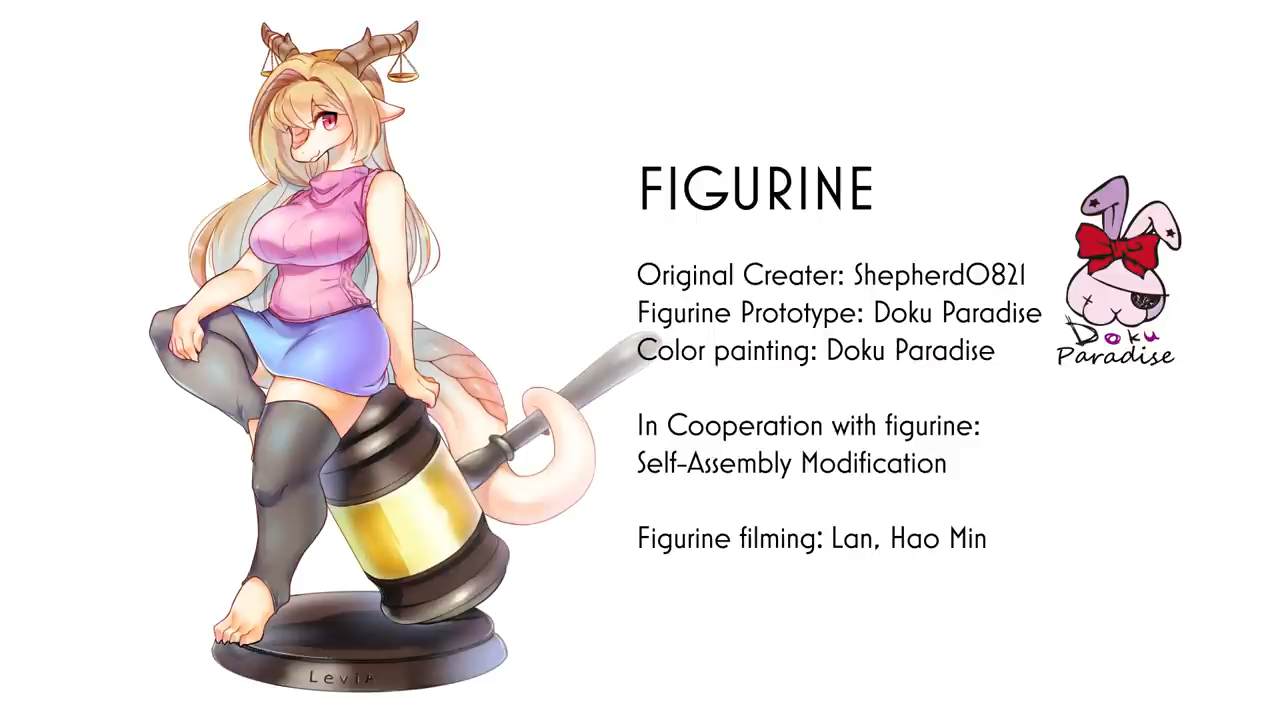 FIGURINE
Original Creater: Shepherd0821
Figurine Prototype: Doku Paradise
Color painting: Doku Paradise
In Cooperation with figurine:
Self-Assembly Modification
Figurine filming: Lan, Hao Min
Doku
Paradise
Levia